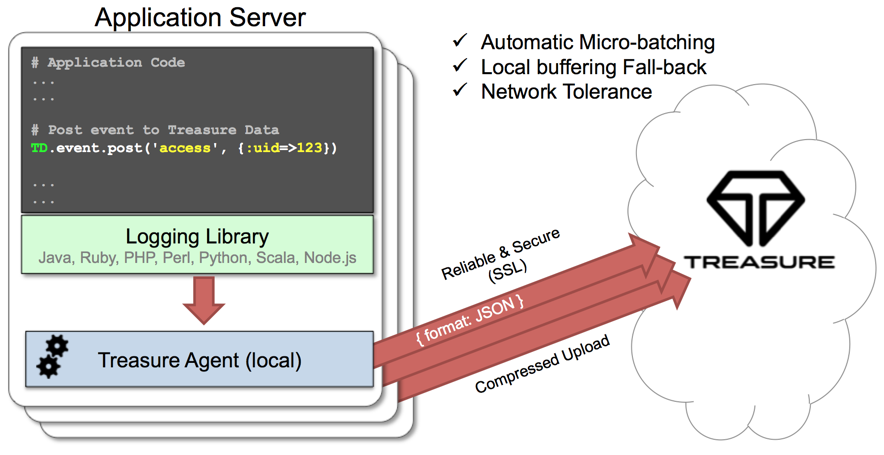 Application Server
# Application Code
...
...
# Post event to Treasure Data
TD.event.post('access', {:uid=>123})
...
...
Logging Library
Java, Ruby, PHP, Perl, Python, Scala, Node.js
Treasure Agent (local)
✓ Automatic Micro-batching
✓ Local buffering Fall-back
✓ Network Tolerance
Reliable & Secure
(SSL)
{ format: JSON }
Compressed Upload
TREASURE